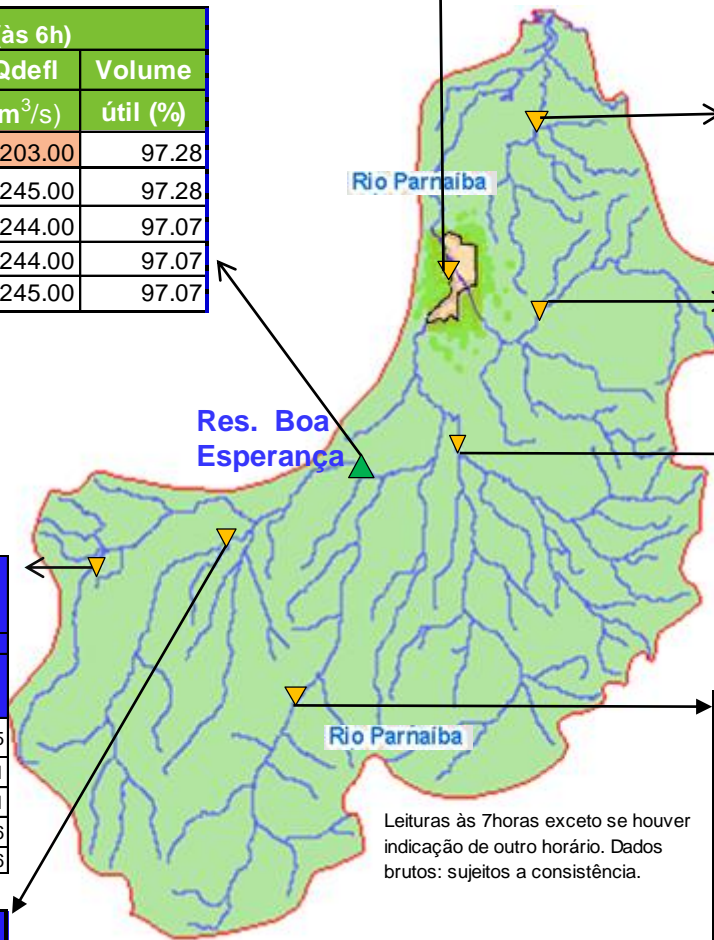 (às 6h)
Qdefl Volume
m³/s) útil (%)
203.00 97.28
245.00 97.28
244.00 97.07
244.00 97.07
245.00 97.07
Rio Parnaíba
Res. Boa
Esperança
Rio Parnaíba
Leituras às 7horas exceto se houver
indicação de outro horário. Dados
brutos: sujeitos a consistência.